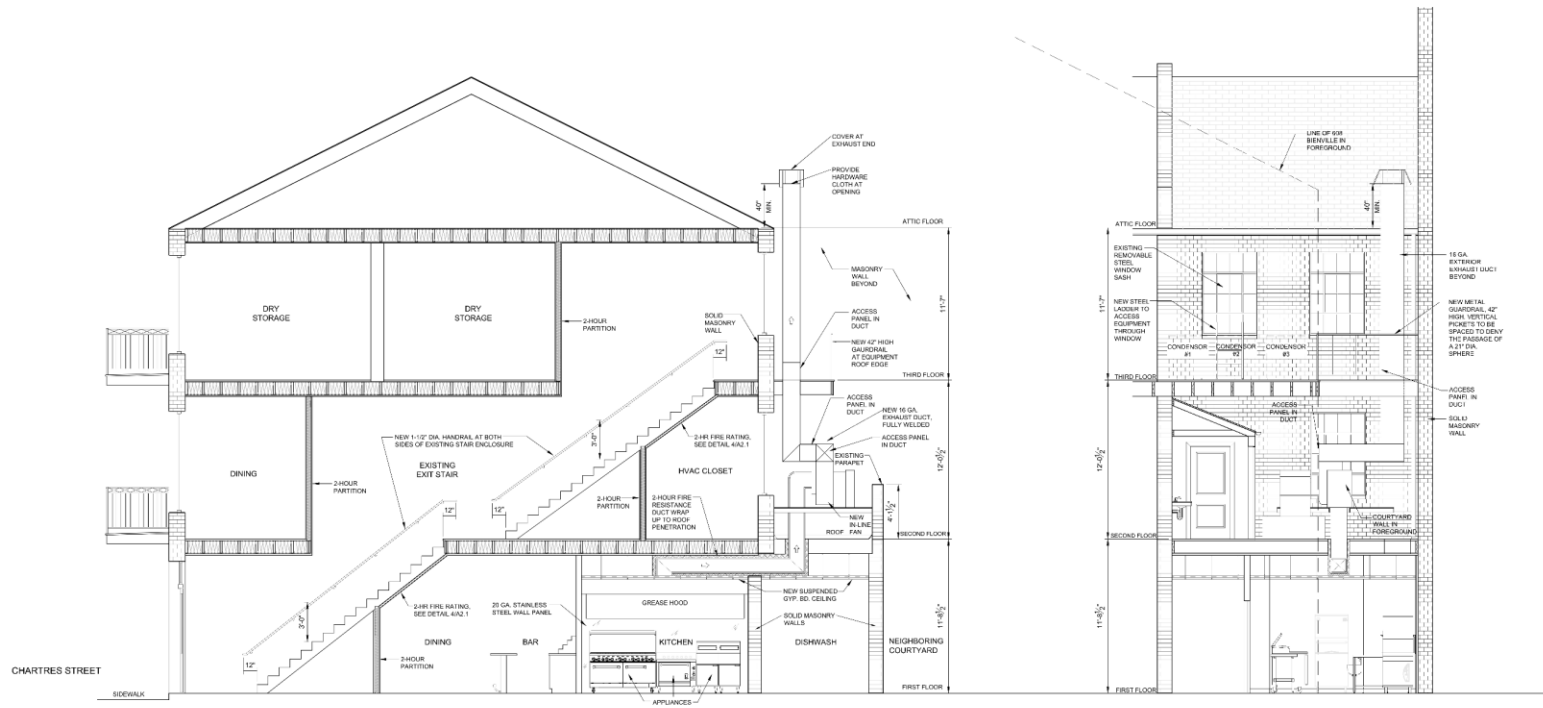 COVER AT
EXHAUST END
PROVIDE
HARDWARE
CLOTH AT
OPENING
40"
MIN.
ATTIC FLOOR
MASONRY
WALL
BEYOND
11'-7"
DRY
STORAGE
DRY
STORAGE
2-HOUR
PARTITION
SOLID
MASONRY
WALL
12"
ACCESS
PANEL IN
DUCT
NEW 42" HIGH
GAURDRAIL
AT EQUIPMENT
ROOF EDGE
THIRD FLOOR
ACCESS
PANEL IN
DUCT
NEW 16 GA.
EXHAUST DUCT,
FULLY WELDED
ACCESS PANEL
IN DUCT
EXISTING
PARAPET
NEW 1-1/2" DIA. HANDRAIL AT BOTH
SIDES OF EXISTING STAIR ENCLOSURE
3'-0"
2-HR FIRE RATING,
SEE DETAIL 4/A2.1
12'-0½"
DINING
EXISTING
EXIT STAIR
HVAC CLOSET
2-HOUR
PARTITION
2-HOUR
PARTITION
2-HOUR FIRE
RESISTANCE
DUCT WRAP
UP TO ROOF
PENETRATION
12"
12"
4'-1½"
ROOF
NEW
IN-LINE
FAN
SECOND FLOOR
NEW SUSPENDED
GYP. BD. CEILING
2-HR FIRE RATING,
SEE DETAIL 4/A2.1
20 GA. STAINLESS
STEEL WALL PANEL
GREASE HOOD
SOLID MASONRY
WALLS
11'-8½"
3'-0"
DINING
BAR
KITCHEN
DISHWASH
NEIGHBORING
COURTYARD
12"
2-HOUR
PARTITION
CHARTRES STREET
SIDEWALK
APPLIANCES
FIRST FLOOR
LINE OF 608
BIENVILLE IN
FOREGROUND
40"
MIN.
ATTIC FLOOR
EXISTING
REMOVABLE
STEEL
WINDOW
SASH
16 GA.
EXTERIOR
EXHAUST DUCT
BEYOND
11'-7"
NEW STEEL
LADDER TO
ACCESS
EQUIPMENT
THROUGH
WINDOW
NEW METAL
GUARDRAIL, 42"
HIGH. VERTICAL
PICKETS TO BE
SPACED TO DENY
THE PASSAGE OF
A 21" DIA.
SPHERE
CONDENSOR
#1
CONDENSOR
#2
CONDENSOR
#3
THIRD FLOOR
ACCESS
PANEL IN
DUCT
ACCESS
PANEL IN
DUCT
SOLID
MASONRY
WALL
12'-0½"
COURTYARD
WALL IN
FOREGROUND
SECOND FLOOR
11'-8½"
FIRST FLOOR